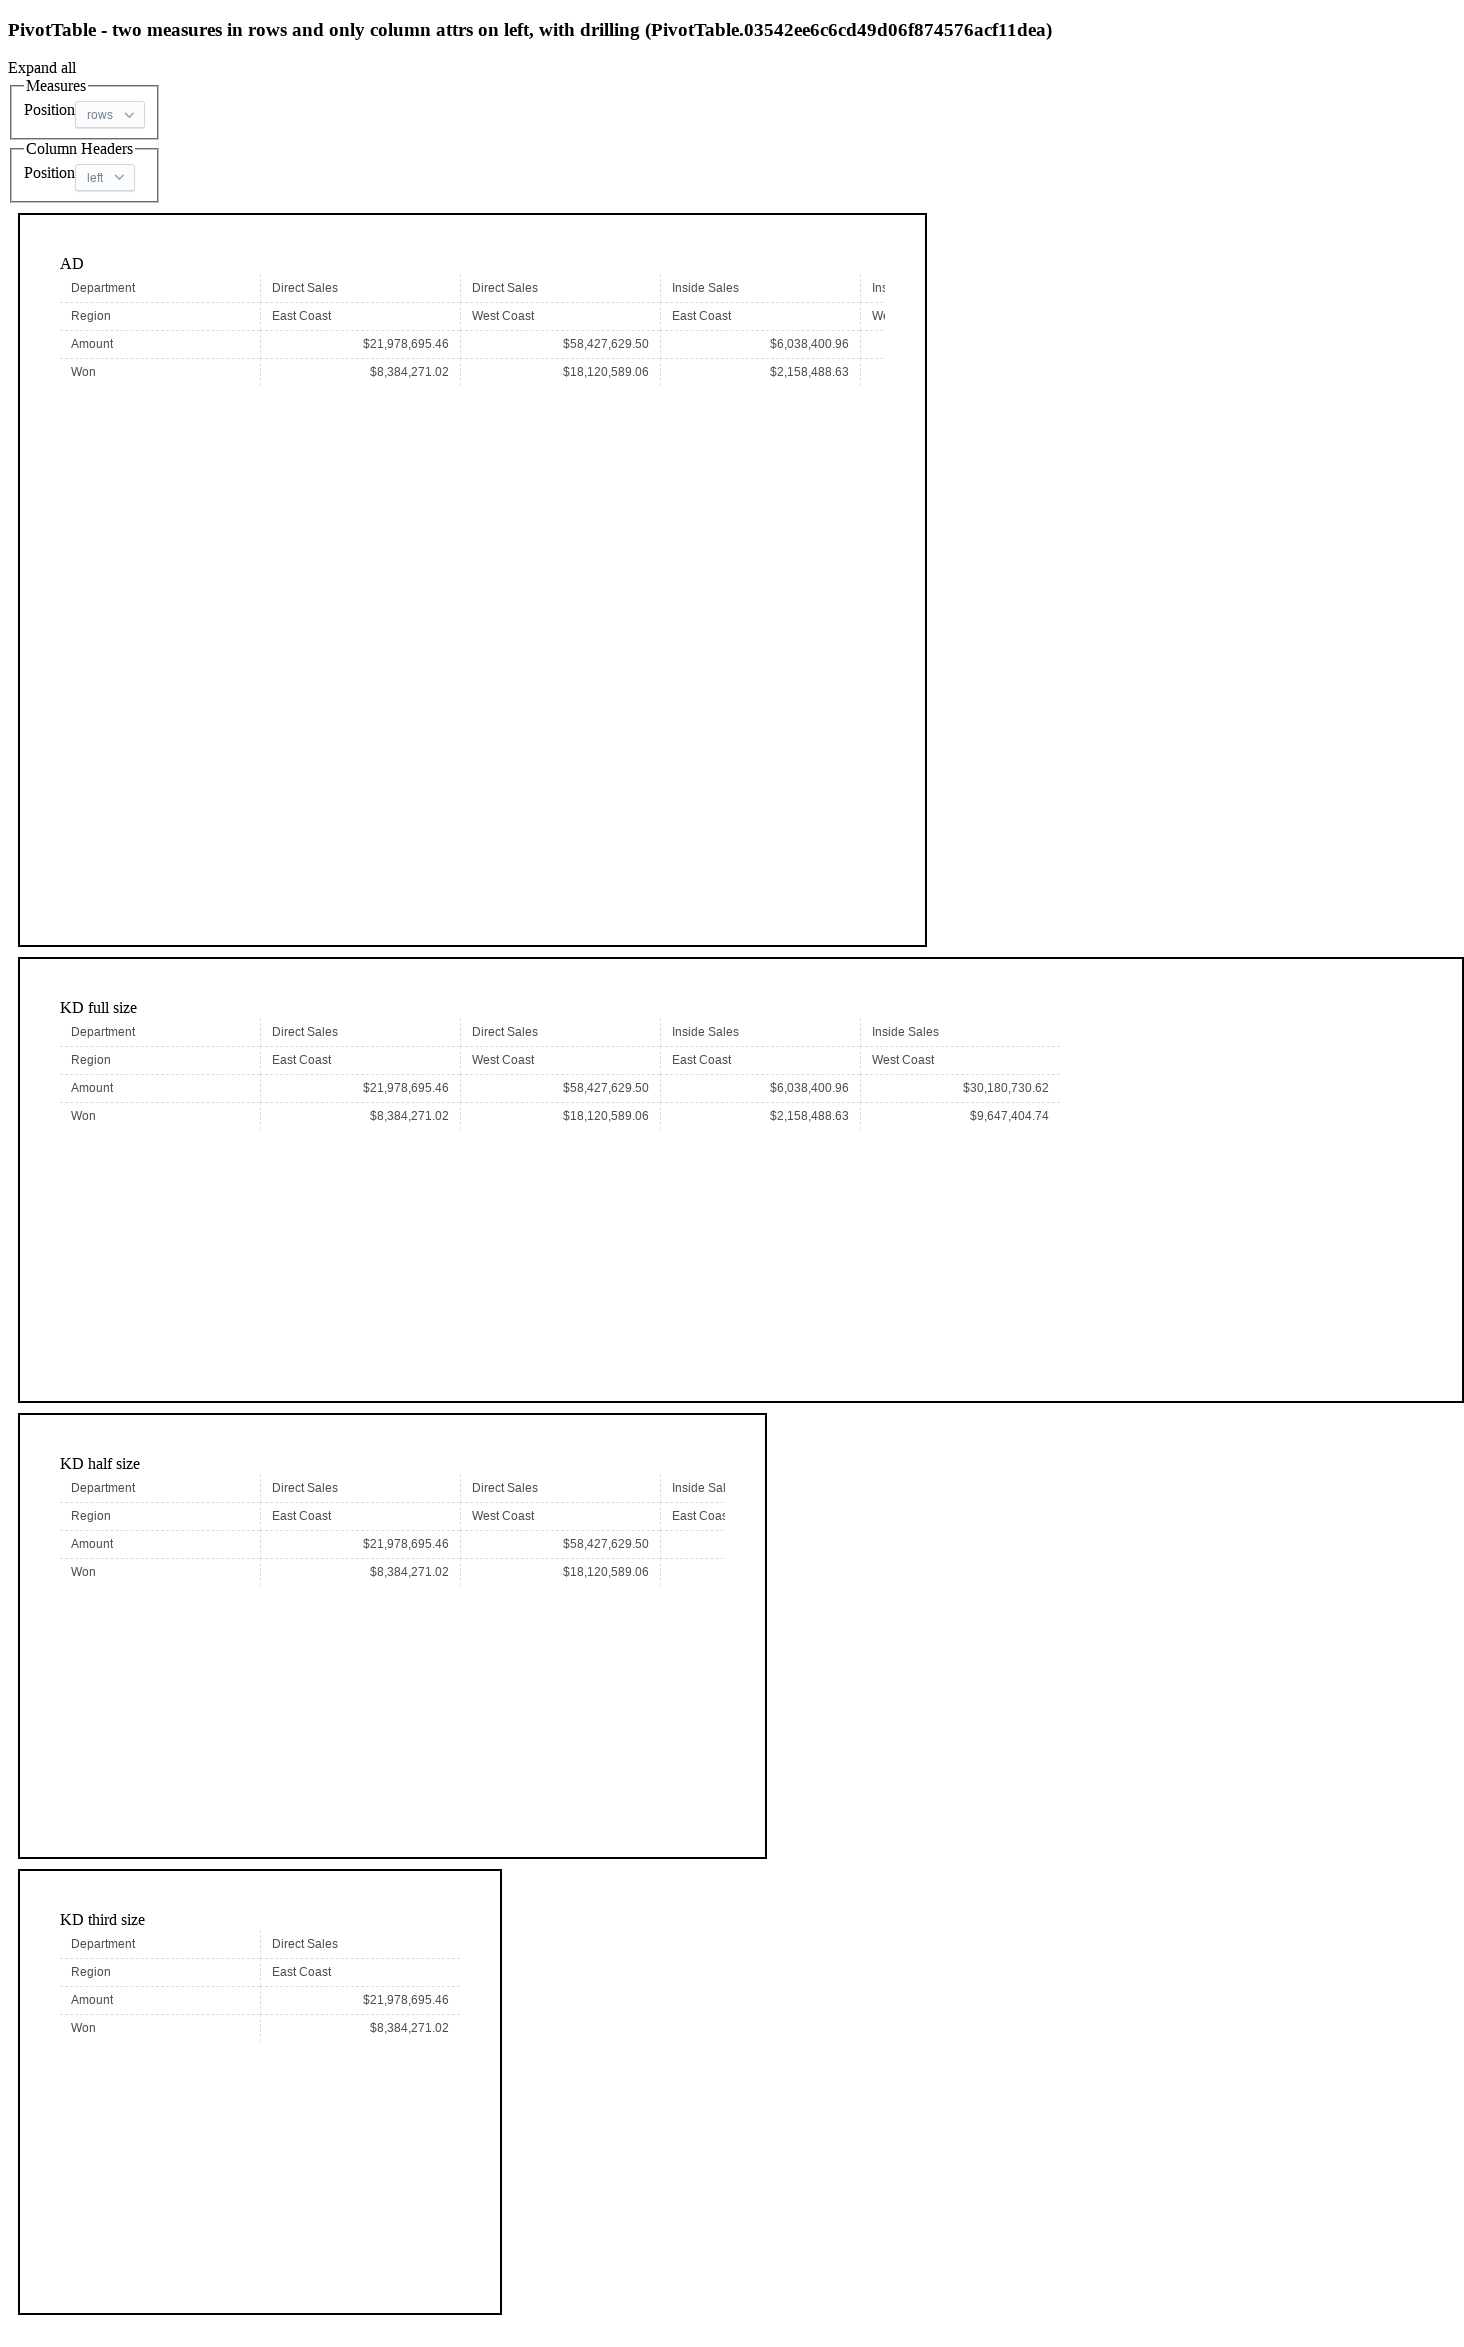 PivotTable - two measures in rows and only column attrs on left, with drilling (PivotTable.03542ee6c6cd49d06f874576acf11dea)
Expand all
Measures
Position rows
Column Headers
Position left
AD
Department Direct Sales Direct Sales Inside Sales
Region East Coast West Coast East Coast
Amount $21,978,695.46 $58,427,629.50 $6,038,400.96
Won $8,384,271.02 $18,120,589.06 $2,158,488.63
KD full size
Department Direct Sales Direct Sales Inside Sales Inside Sales
Region East Coast West Coast East Coast West Coast
Amount $21,978,695.46 $58,427,629.50 $6,038,400.96 $30,180,730.62
Won $8,384,271.02 $18,120,589.06 $2,158,488.63 $9,647,404.74
KD half size
Department Direct Sales Direct Sales Inside Sal
Region East Coast West Coast East Coas
Amount $21,978,695.46 $58,427,629.50
Won $8,384,271.02 $18,120,589.06
KD third size
Department Direct Sales
Region East Coast
Amount $21,978,695.46
Won $8,384,271.02